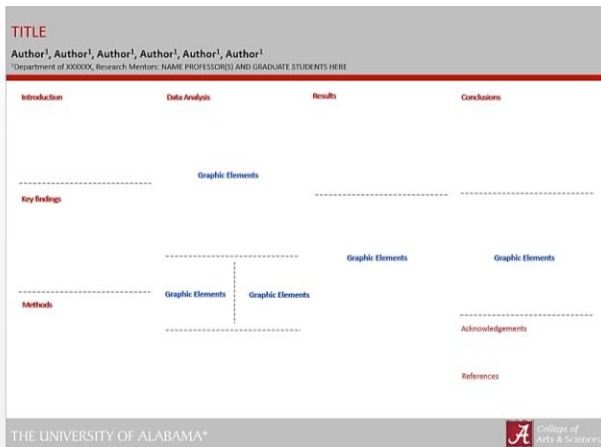 TITLE
Author¹, Author¹, Author¹, Author¹, Author¹, Author¹
¹Department of XXXXXX, Research Mentors: NAME PROFESSOR(S) AND GRADUATE STUDENTS HERE
Introduction
Key findings
Methods
Data Analysis
Graphic Elements
Graphic Elements
Graphic Elements
Results
Graphic Elements
Conclusions
Graphic Elements
Acknowledgements
References
THE UNIVERSITY OF ALABAMA®
A
College of
Arts & Sciences